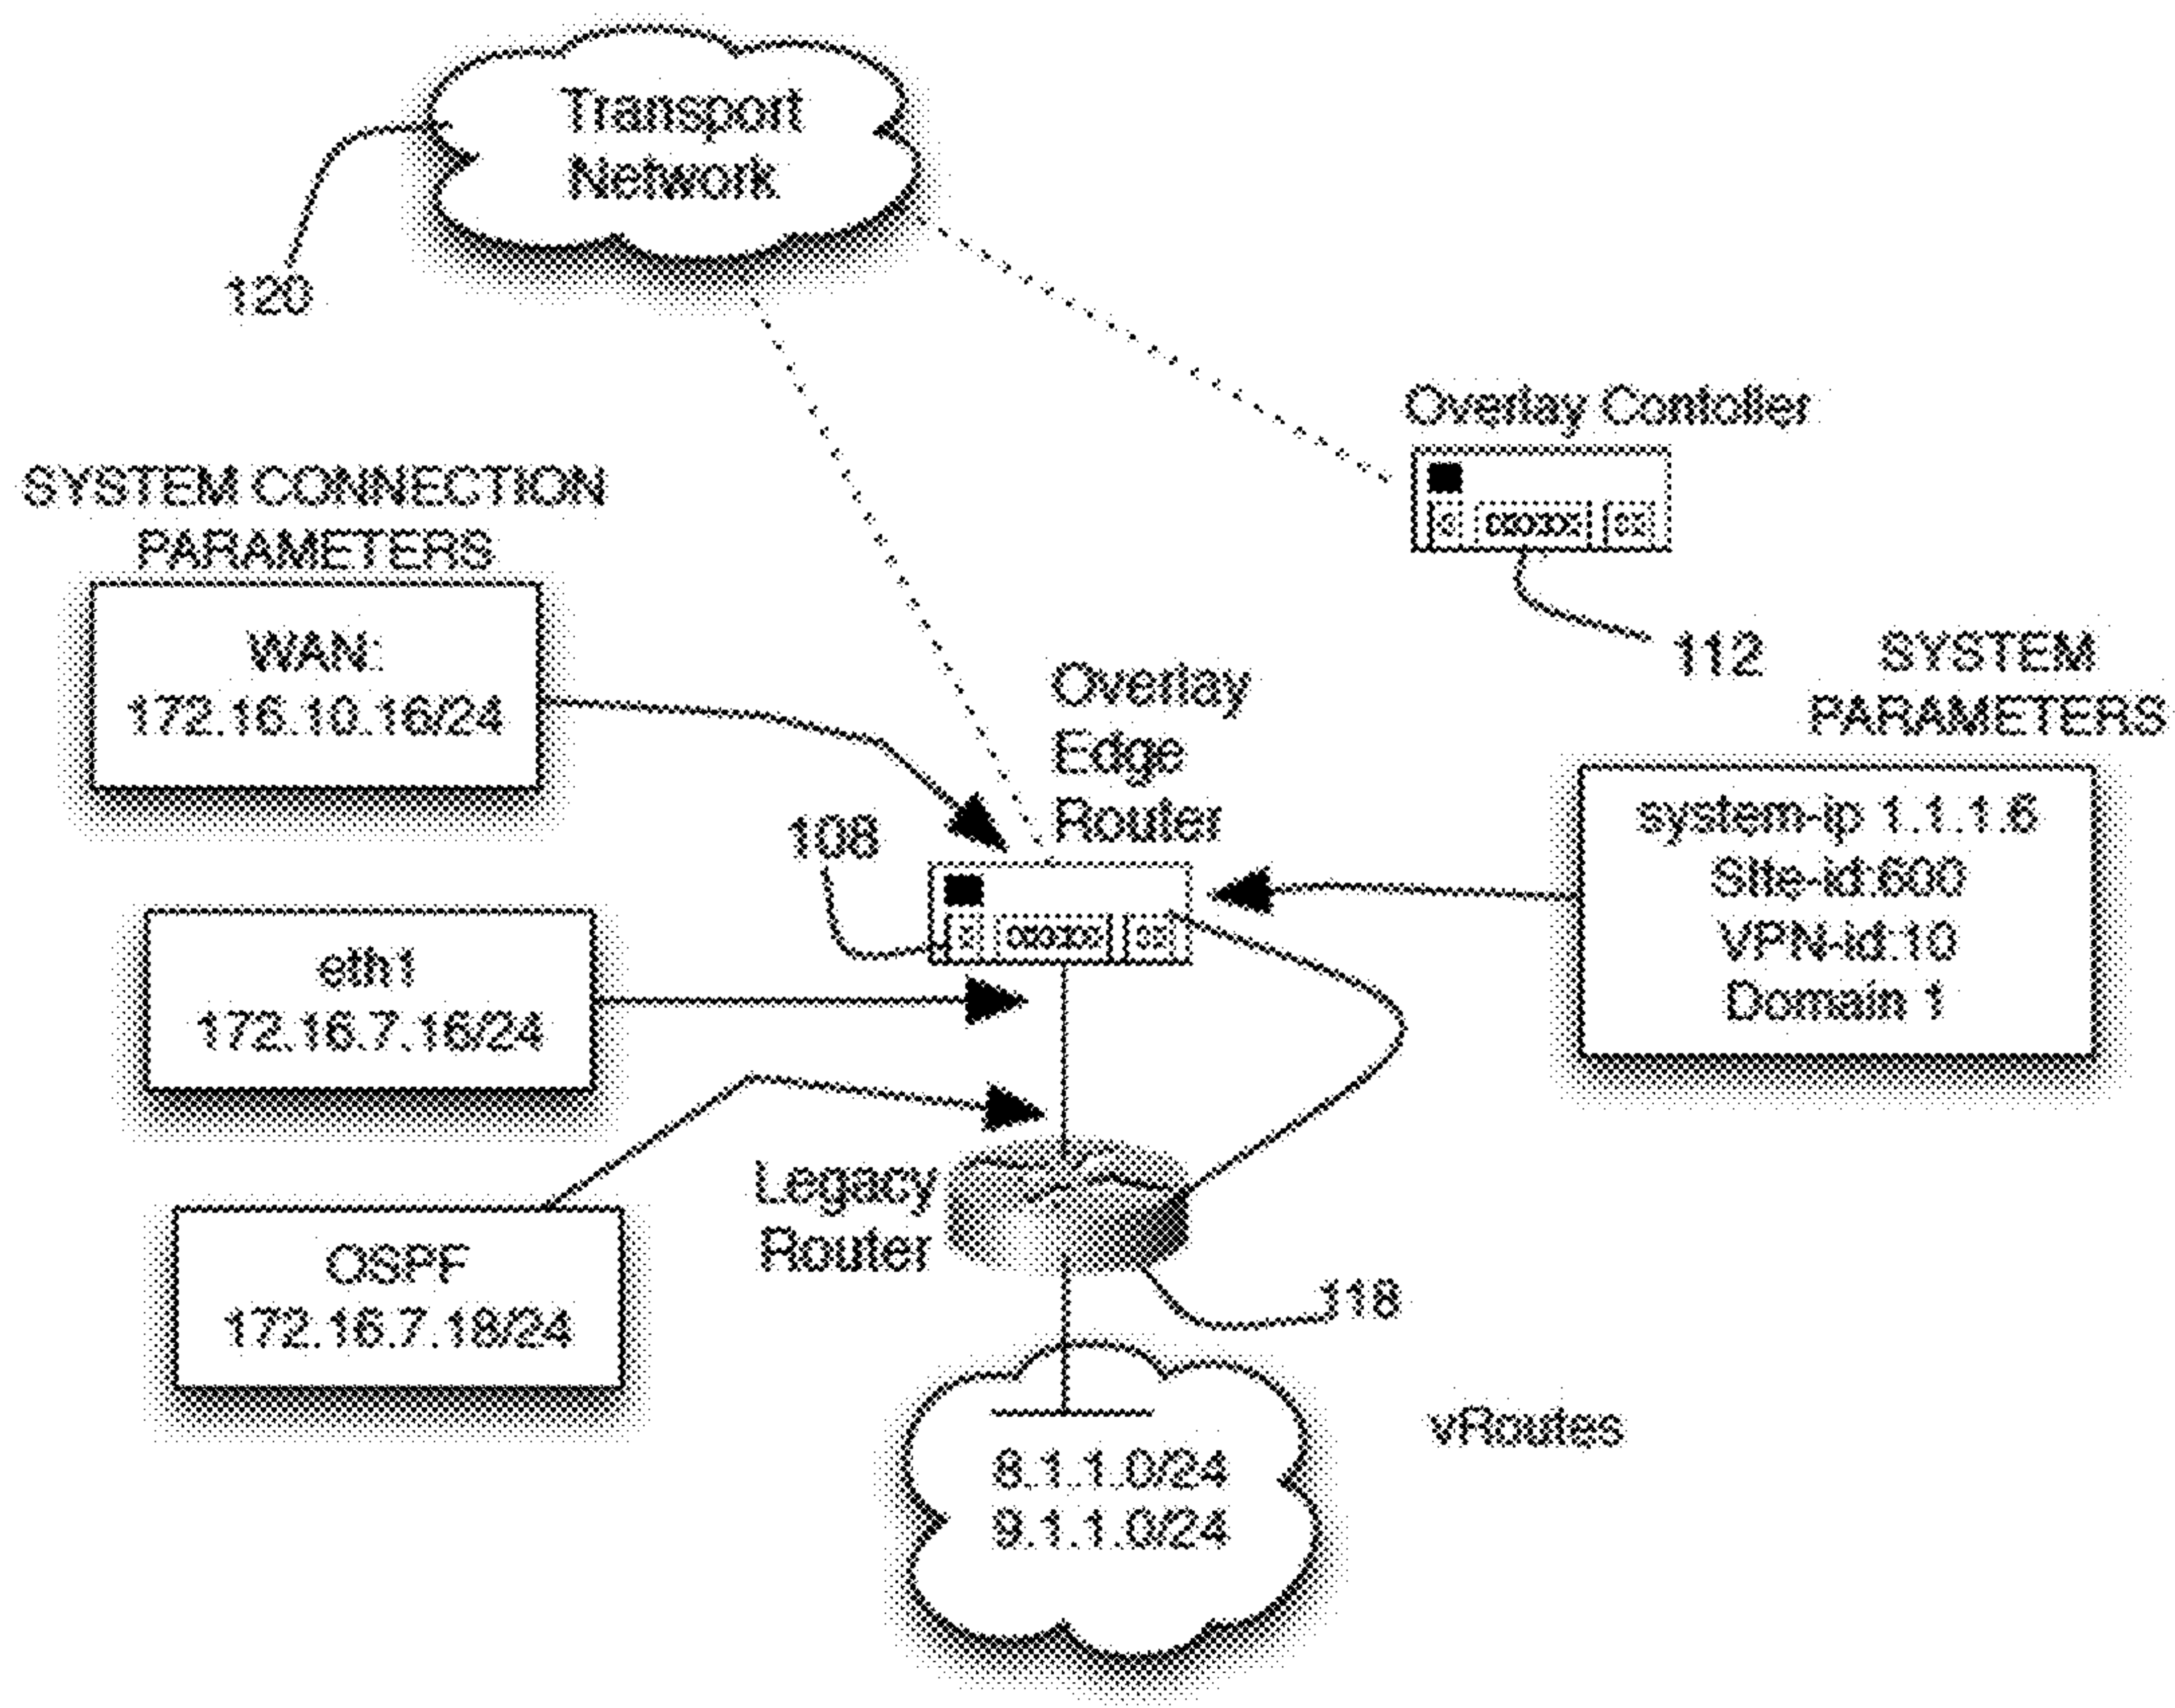 Transport
Network
120
Overlay Contoller
SYSTEM CONNECTION
PARAMETERS
WAN:
172.16.10.16/24
112
SYSTEM
PARAMETERS
Overlay
Edge
Router
108
system-ip 1.1.1.6
Site-id:600
VPN-id:10
Domain 1
eth1
172.16.7.16/24
Legacy
Router
OSPF
172.16.7.18/24
118
vRoutes
8.1.1.0/24
9.1.1.0/24